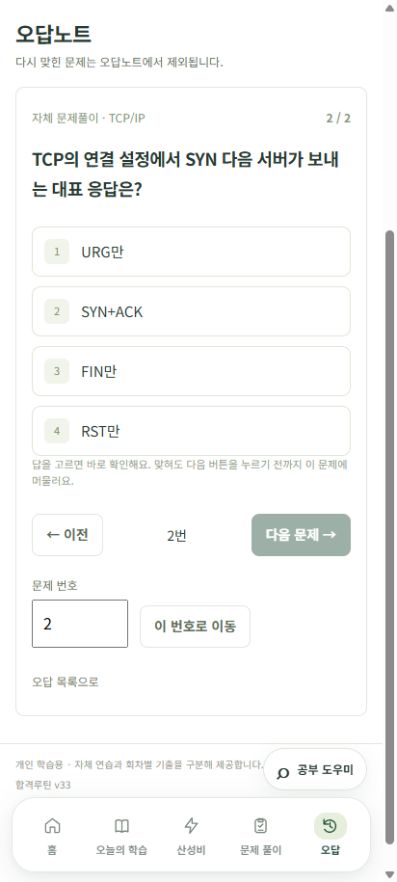 오답노트
다시 맞힌 문제는 오답노트에서 제외됩니다.
자체 문제풀이 · TCP/IP
2 / 2
TCP의 연결 설정에서 SYN 다음 서버가 보내
는 대표 응답은?
1 URG만
2 SYN+ACK
3 FIN만
4 RST만
답을 고르면 바로 확인해요. 맞혀도 다음 버튼을 누르기 전까지 이 문제에
머물러요.
← 이전
2번
다음 문제 →
문제 번호
2
이 번호로 이동
오답 목록으로
개인 학습용 · 자체 연습과 회차별 기출을 구분해 제공합니다.
합격루틴 v33
공부 도우미
홈
오늘의 학습
산성비
문제 풀이
오답